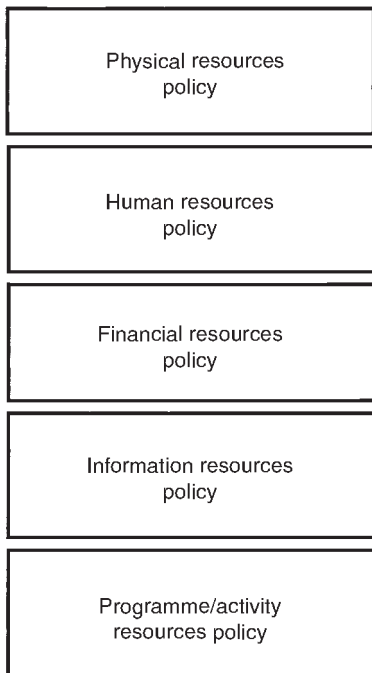 Physical resources
policy
Human resources
policy
Financial resources
policy
Information resources
policy
Programme/activity
resources policy